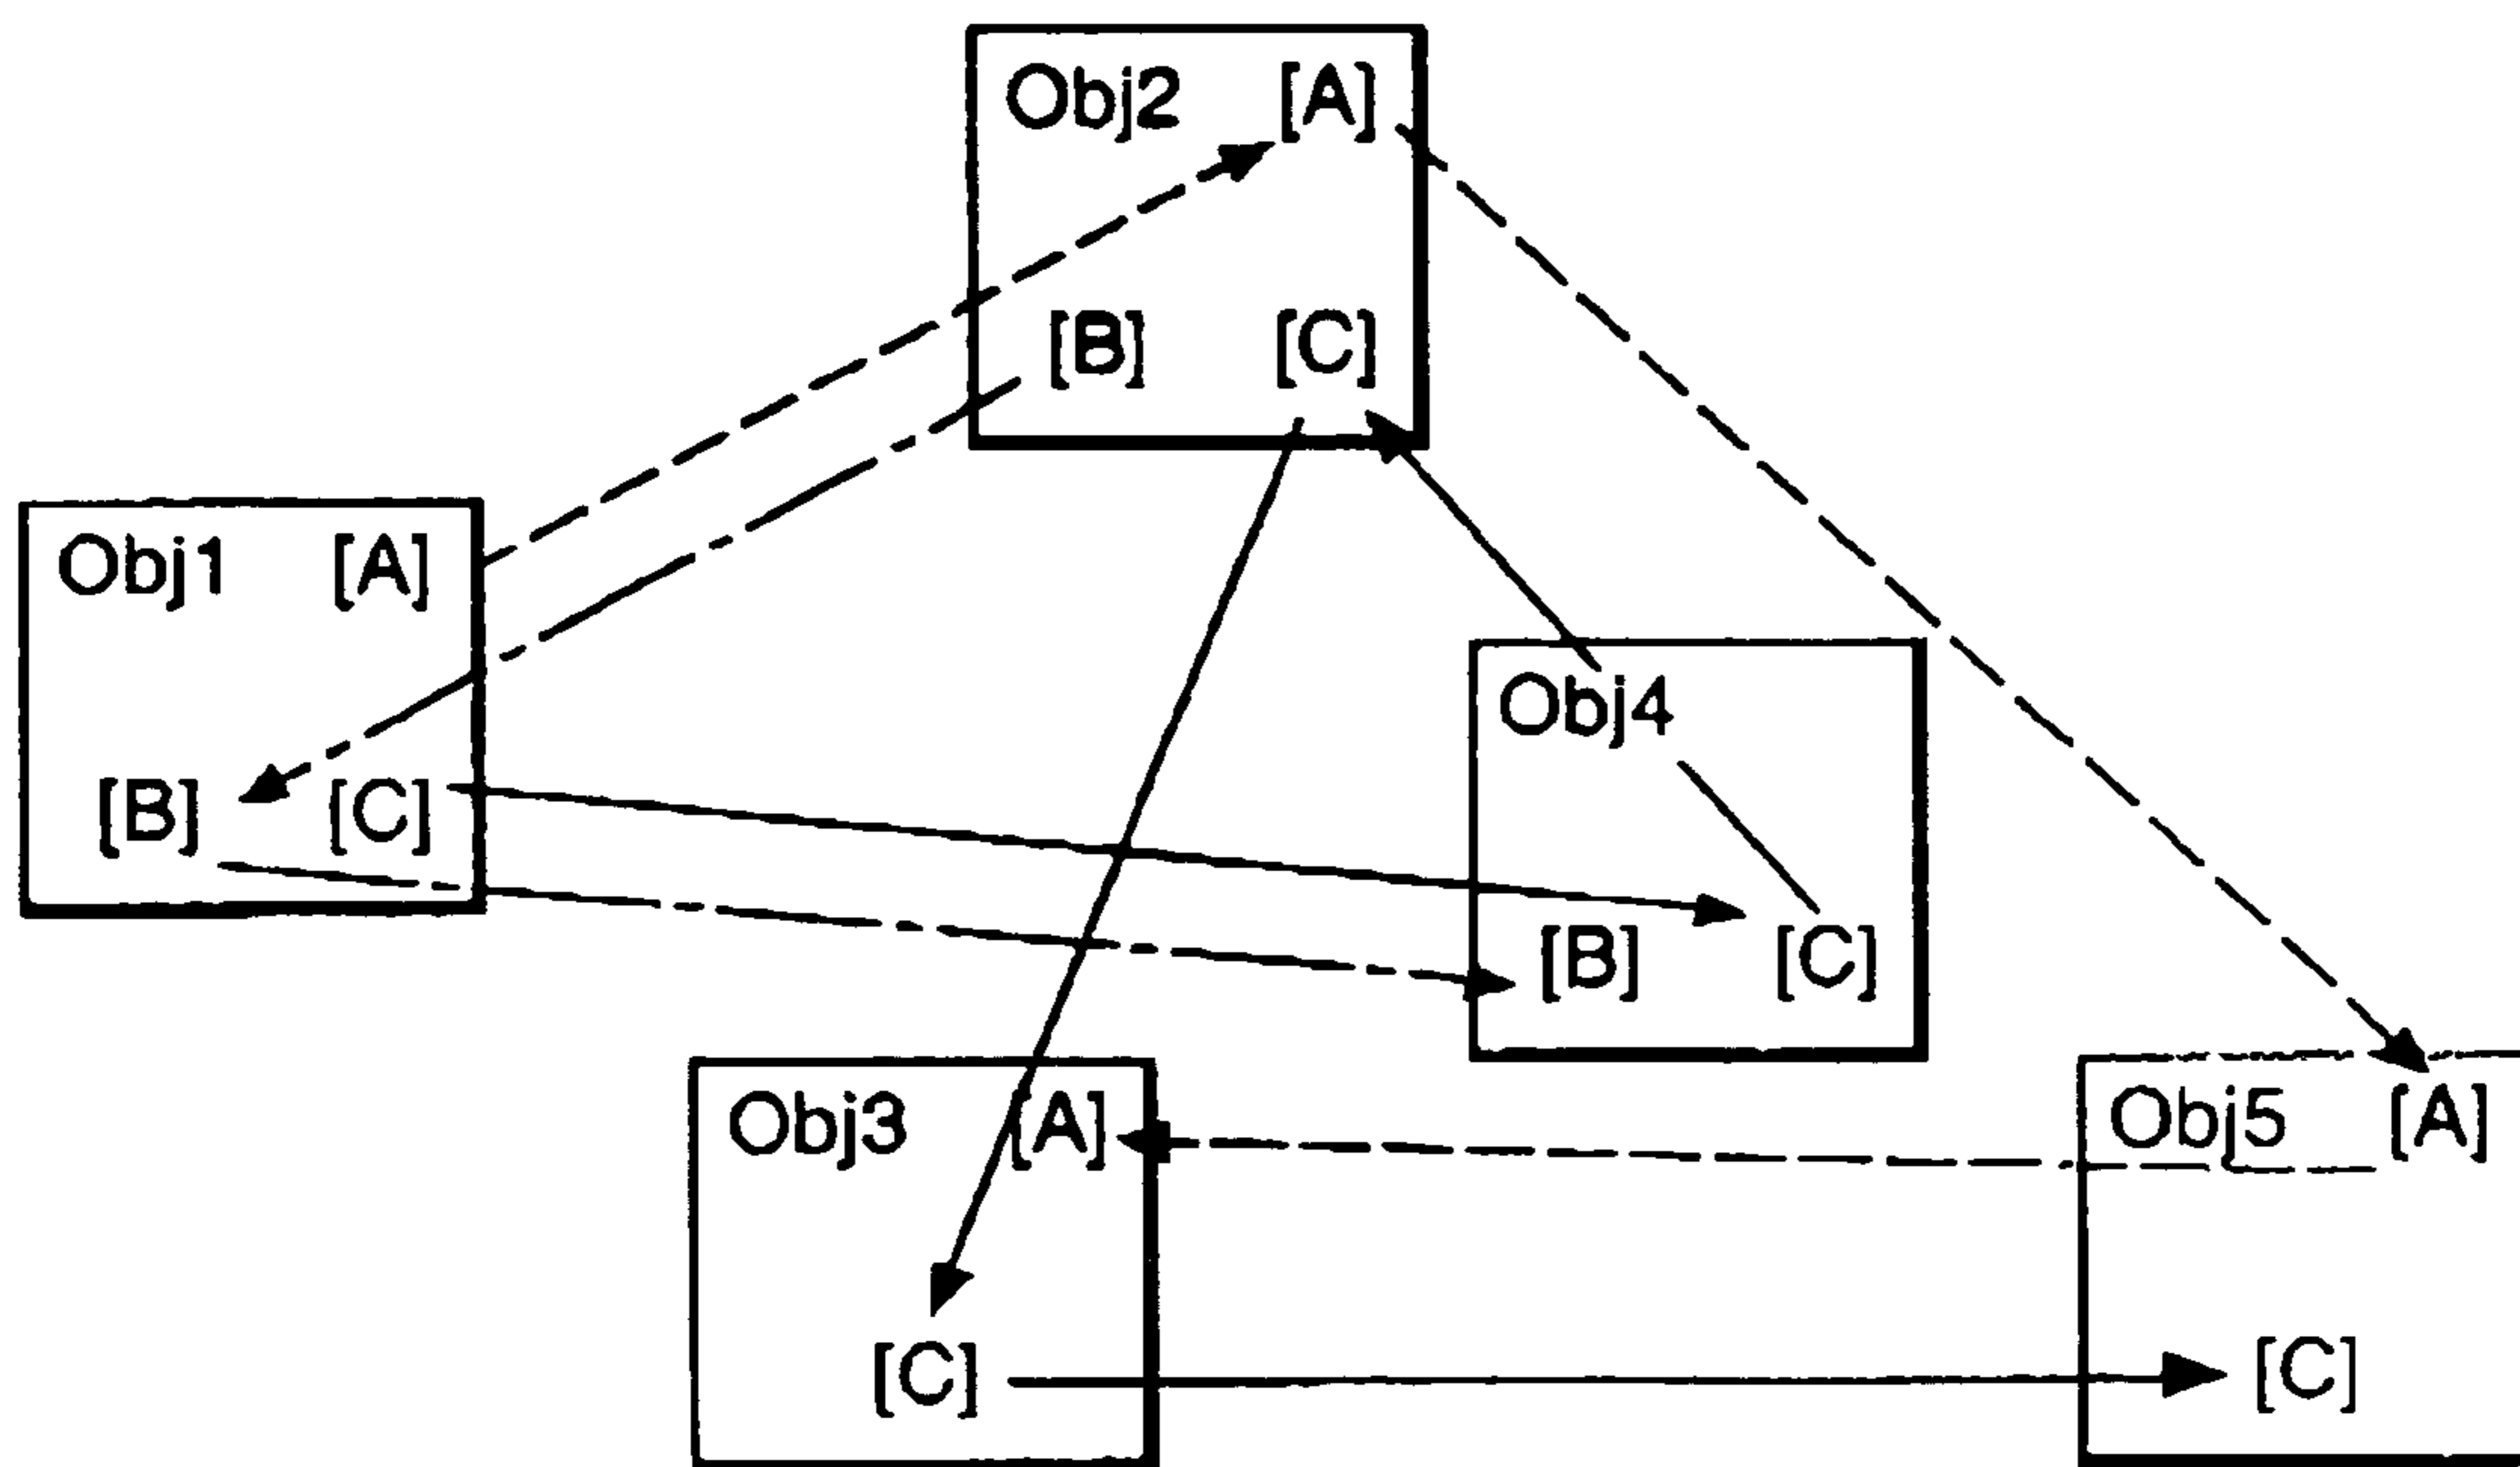 Obj2 [A]
[B] [C]
Obj1 [A]
[B] [C]
Obj4
[B] [C]
Obj3 [A]
[C]
Obj5 [A]
[C]